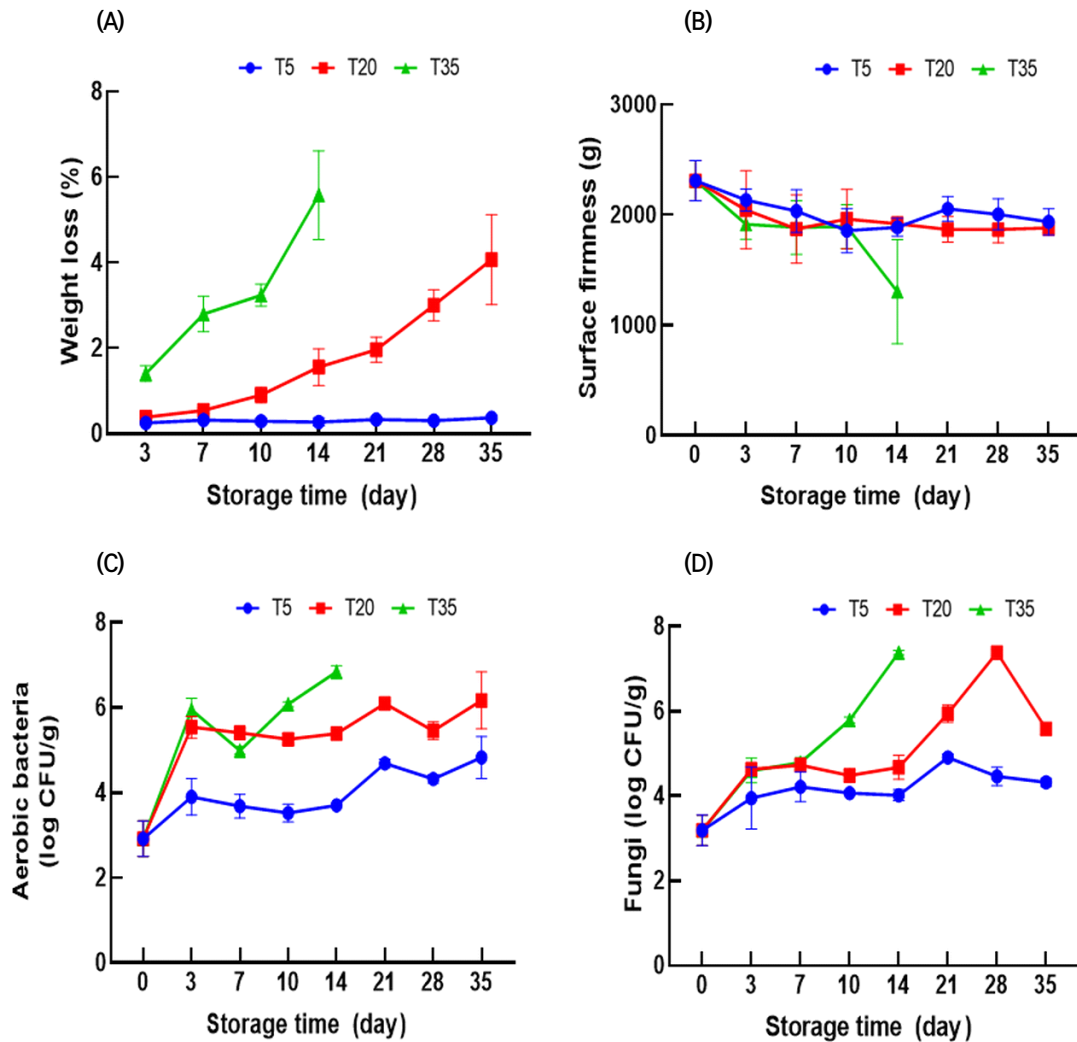 (A)
T5 T20 T35
8
6
4
2
0
Weight loss (%)
3 7 10 14 21 28 35
Storage time (day)
(B)
T5 T20 T35
3000
2000
1000
0
Surface firmness (g)
0 3 7 10 14 21 28 35
Storage time (day)
(C)
T5 T20 T35
8
6
4
2
0
Aerobic bacteria
(log CFU/g)
0 3 7 10 14 21 28 35
Storage time (day)
(D)
T5 T20 T35
8
6
4
2
0
Fungi (log CFU/g)
0 3 7 10 14 21 28 35
Storage time (day)